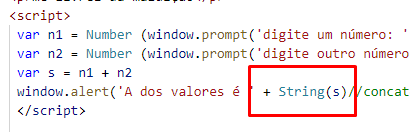 <script>
var n1 = Number (window.prompt('digite um número: '
var n2 = Number (window.prompt('digite outro número
var s = n1 + n2
window.alert('A dos valores é ' + String(s)//concat
</script>